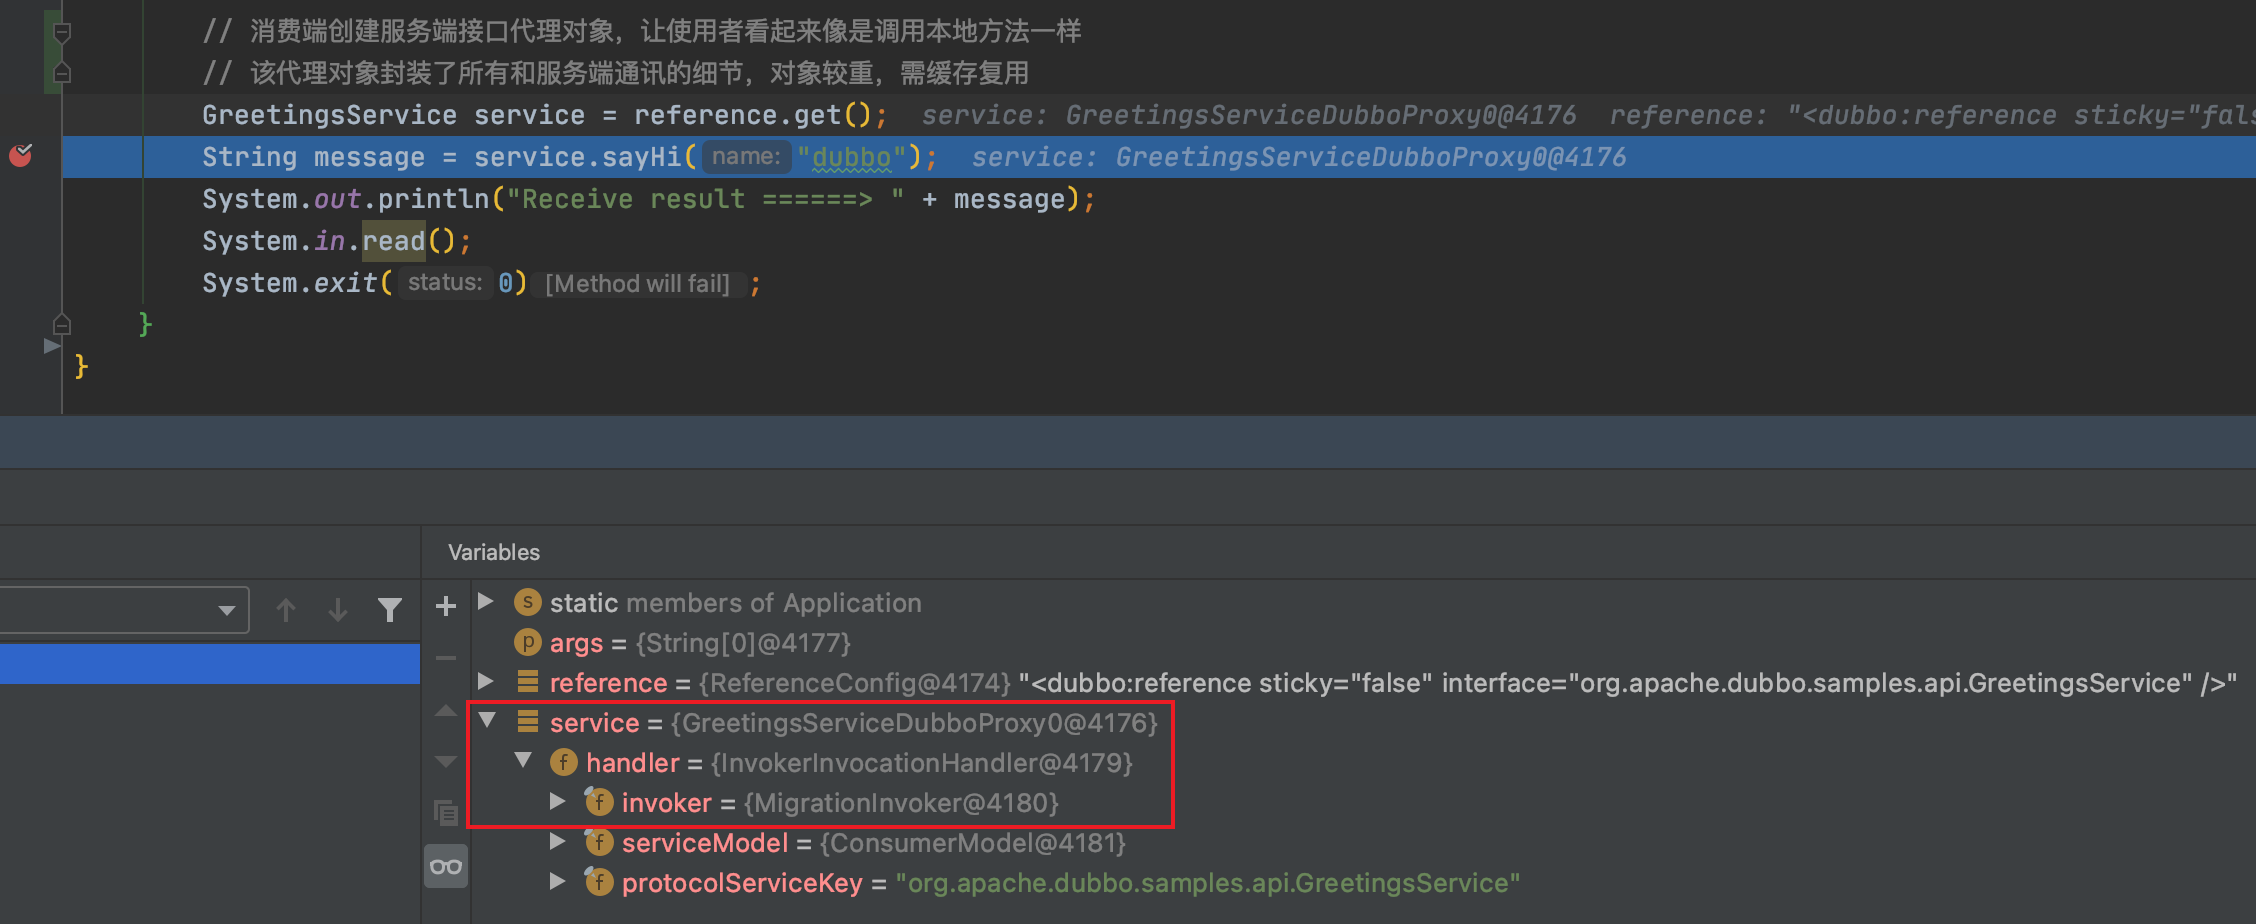 // 消费端创建服务端接口代理对象，让使用者看起来像是调用本地方法一样
// 该代理对象封装了所有和服务端通讯的细节，对象较重，需缓存复用
GreetingsService service = reference.get(); service: GreetingsServiceDubboProxy0@4176 reference: "<dubbo:reference sticky="fals
String message = service.sayHi( name: "dubbo"); service: GreetingsServiceDubboProxy0@4176
System.out.println("Receive result ======> " + message);
System.in.read();
System.exit( status: 0) [Method will fail] ;
}
}
Variables
s static members of Application
p args = {String[0]@4177}
reference = {ReferenceConfig@4174} "<dubbo:reference sticky="false" interface="org.apache.dubbo.samples.api.GreetingsService" />"
service = {GreetingsServiceDubboProxy0@4176}
f handler = {InvokerInvocationHandler@4179}
f invoker = {MigrationInvoker@4180}
f serviceModel = {ConsumerModel@4181}
f protocolServiceKey = "org.apache.dubbo.samples.api.GreetingsService"